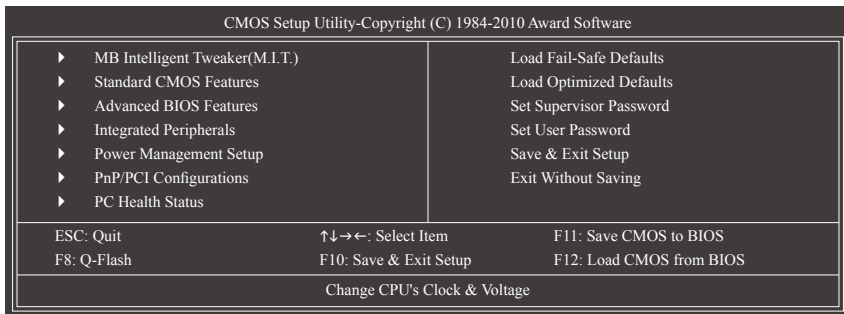 CMOS Setup Utility-Copyright (C) 1984-2010 Award Software
MB Intelligent Tweaker(M.I.T.)
Standard CMOS Features
Advanced BIOS Features
Integrated Peripherals
Power Management Setup
PnP/PCI Configurations
PC Health Status
Load Fail-Safe Defaults
Load Optimized Defaults
Set Supervisor Password
Set User Password
Save & Exit Setup
Exit Without Saving
ESC: Quit ↑↓→←: Select Item F11: Save CMOS to BIOS
F8: Q-Flash F10: Save & Exit Setup F12: Load CMOS from BIOS
Change CPU's Clock & Voltage